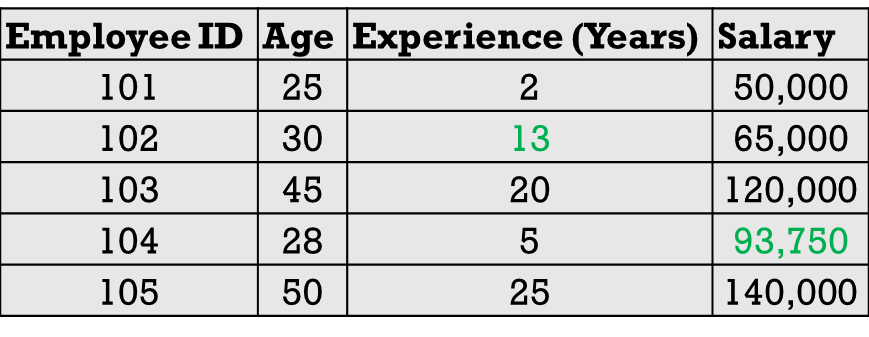 Employee ID Age Experience (Years) Salary
101 25 2 50,000
102 30 13 65,000
103 45 20 120,000
104 28 5 93,750
105 50 25 140,000